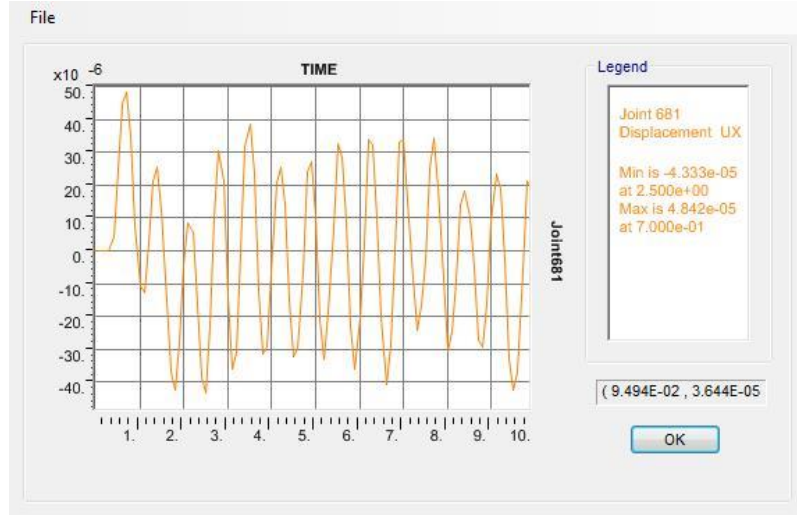 File
x10 -6
TIME
50.
40.
30.
20.
10.
0.
-10.
-20.
-30.
-40.
1. 2. 3. 4. 5. 6. 7. 8. 9. 10.
Joint681
Legend
Joint 681
Displacement UX
Min is -4.333e-05
at 2.500e+00
Max is 4.842e-05
at 7.000e-01
( 9.494E-02 , 3.644E-05
OK